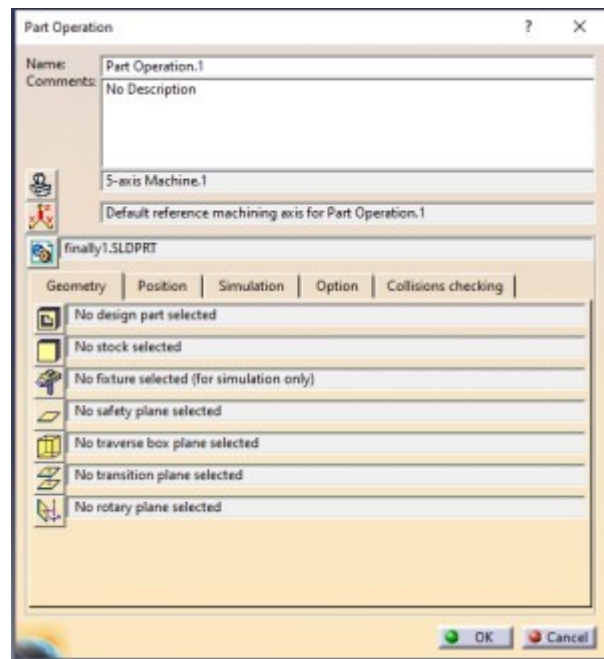 Part Operation ? ×
Name: Part Operation.1
Comments: No Description
5-axis Machine.1
Default reference machining axis for Part Operation.1
finally1.SLDPRT
Geometry Position Simulation Option Collisions checking
No design part selected
No stock selected
No fixture selected (for simulation only)
No safety plane selected
No traverse box plane selected
No transition plane selected
No rotary plane selected
OK Cancel